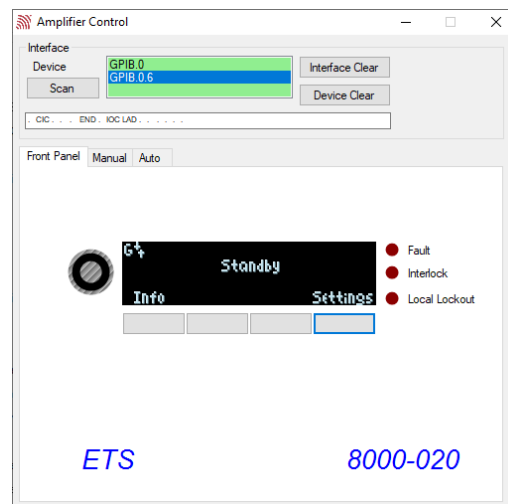 Amplifier Control
Interface
Device
GPIB.0
GPIB.0.6
Interface Clear
Scan
Device Clear
. CIC . . . END . IOC LAD . . . . . .
Front Panel Manual Auto
Standby
Fault
Interlock
Info Settings
Local Lockout
ETS 8000-020